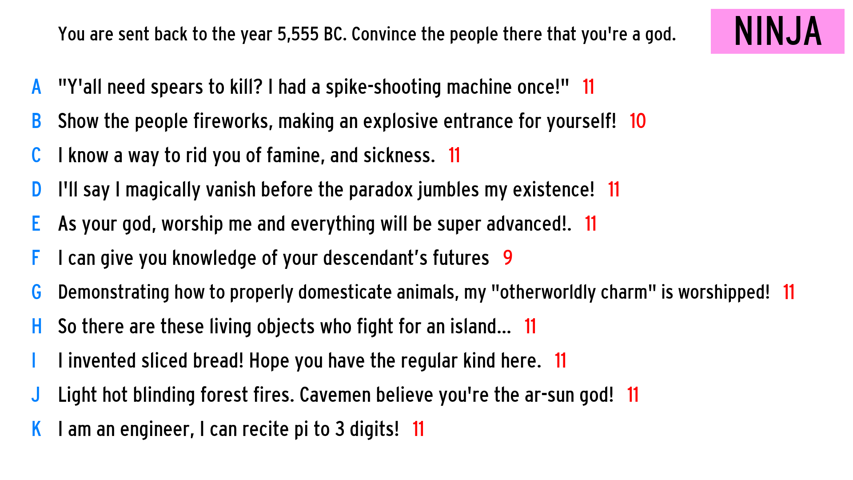 You are sent back to the year 5,555 BC. Convince the people there that you're a god.
NINJA
A "Y'all need spears to kill? I had a spike-shooting machine once!" 11
B Show the people fireworks, making an explosive entrance for yourself! 10
C I know a way to rid you of famine, and sickness. 11
D I'll say I magically vanish before the paradox jumbles my existence! 11
E As your god, worship me and everything will be super advanced!. 11
F I can give you knowledge of your descendant’s futures 9
G Demonstrating how to properly domesticate animals, my "otherworldly charm" is worshipped! 11
H So there are these living objects who fight for an island... 11
I I invented sliced bread! Hope you have the regular kind here. 11
J Light hot blinding forest fires. Cavemen believe you're the ar-sun god! 11
K I am an engineer, I can recite pi to 3 digits! 11